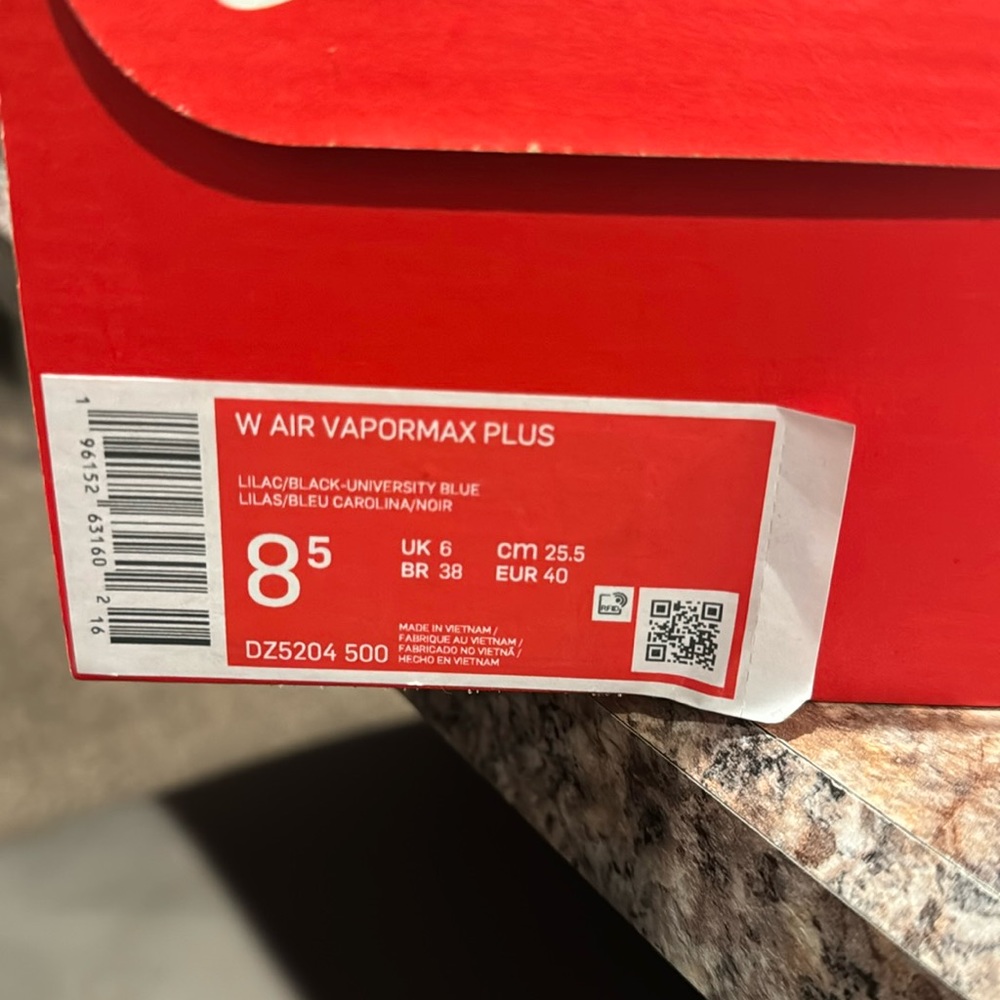 W AIR VAPORMAX PLUS
LILAC/BLACK-UNIVERSITY BLUE
LILAS/BLEU CAROLINA/NOIR
8 5
UK 6 cm 25.5
BR 38 EUR 40
RFID
DZ5204 500
MADE IN VIETNAM /
FABRIQUE AU VIETNAM /
FABRICADO NO VIETNÃ /
HECHO EN VIETNAM
1 96152 63160 2 16